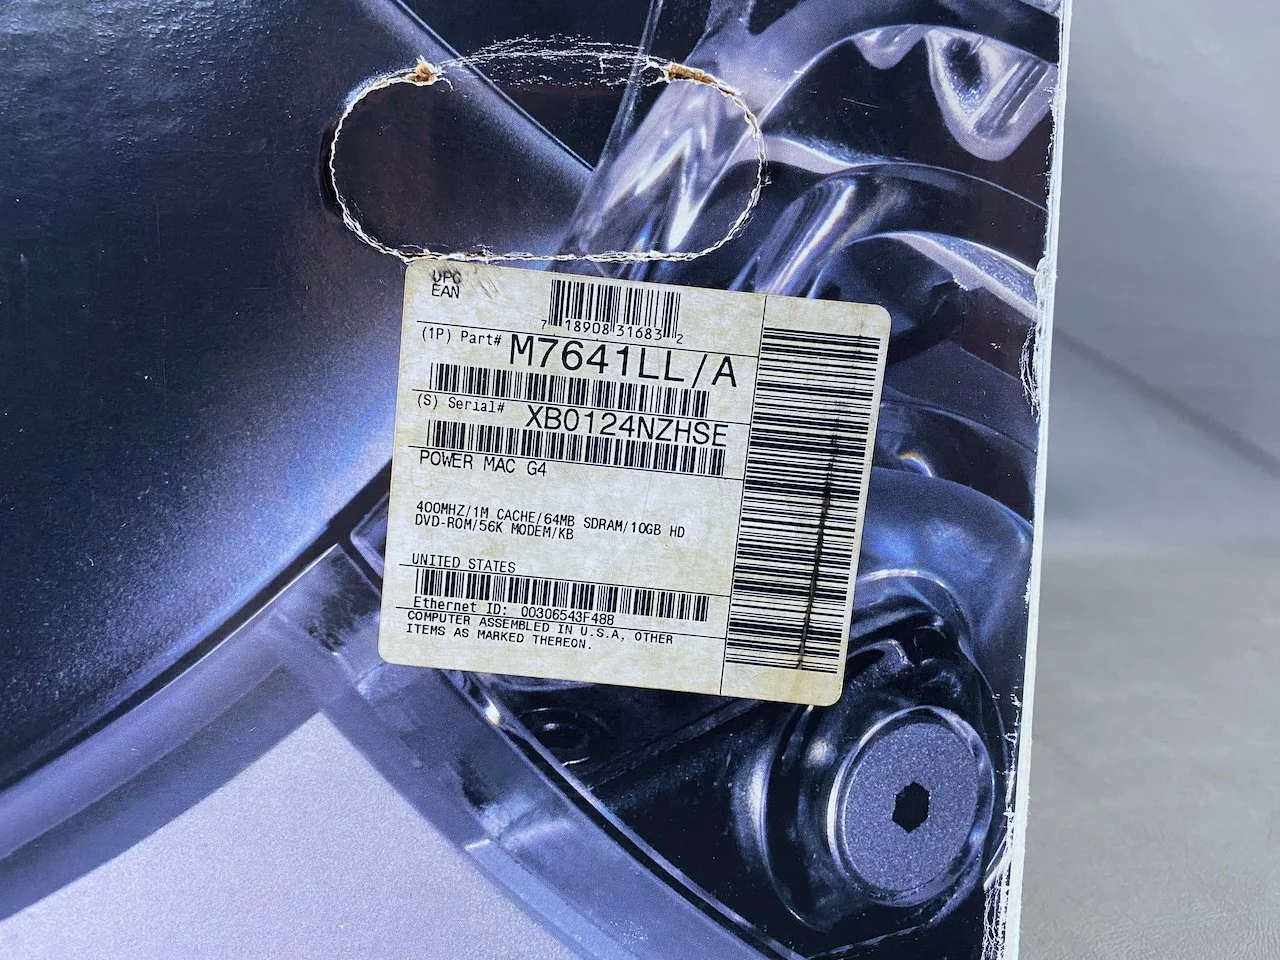 UPC
EAN
7 18908 31683 2
(1P) Part# M7641LL/A
(S) Serial# XB0124NZHSE
POWER MAC G4
400MHZ/1M CACHE/64MB SDRAM/10GB HD
DVD-ROM/56K MODEM/KB
UNITED STATES
Ethernet ID: 00306543F488
COMPUTER ASSEMBLED IN U.S.A, OTHER
ITEMS AS MARKED THEREON.